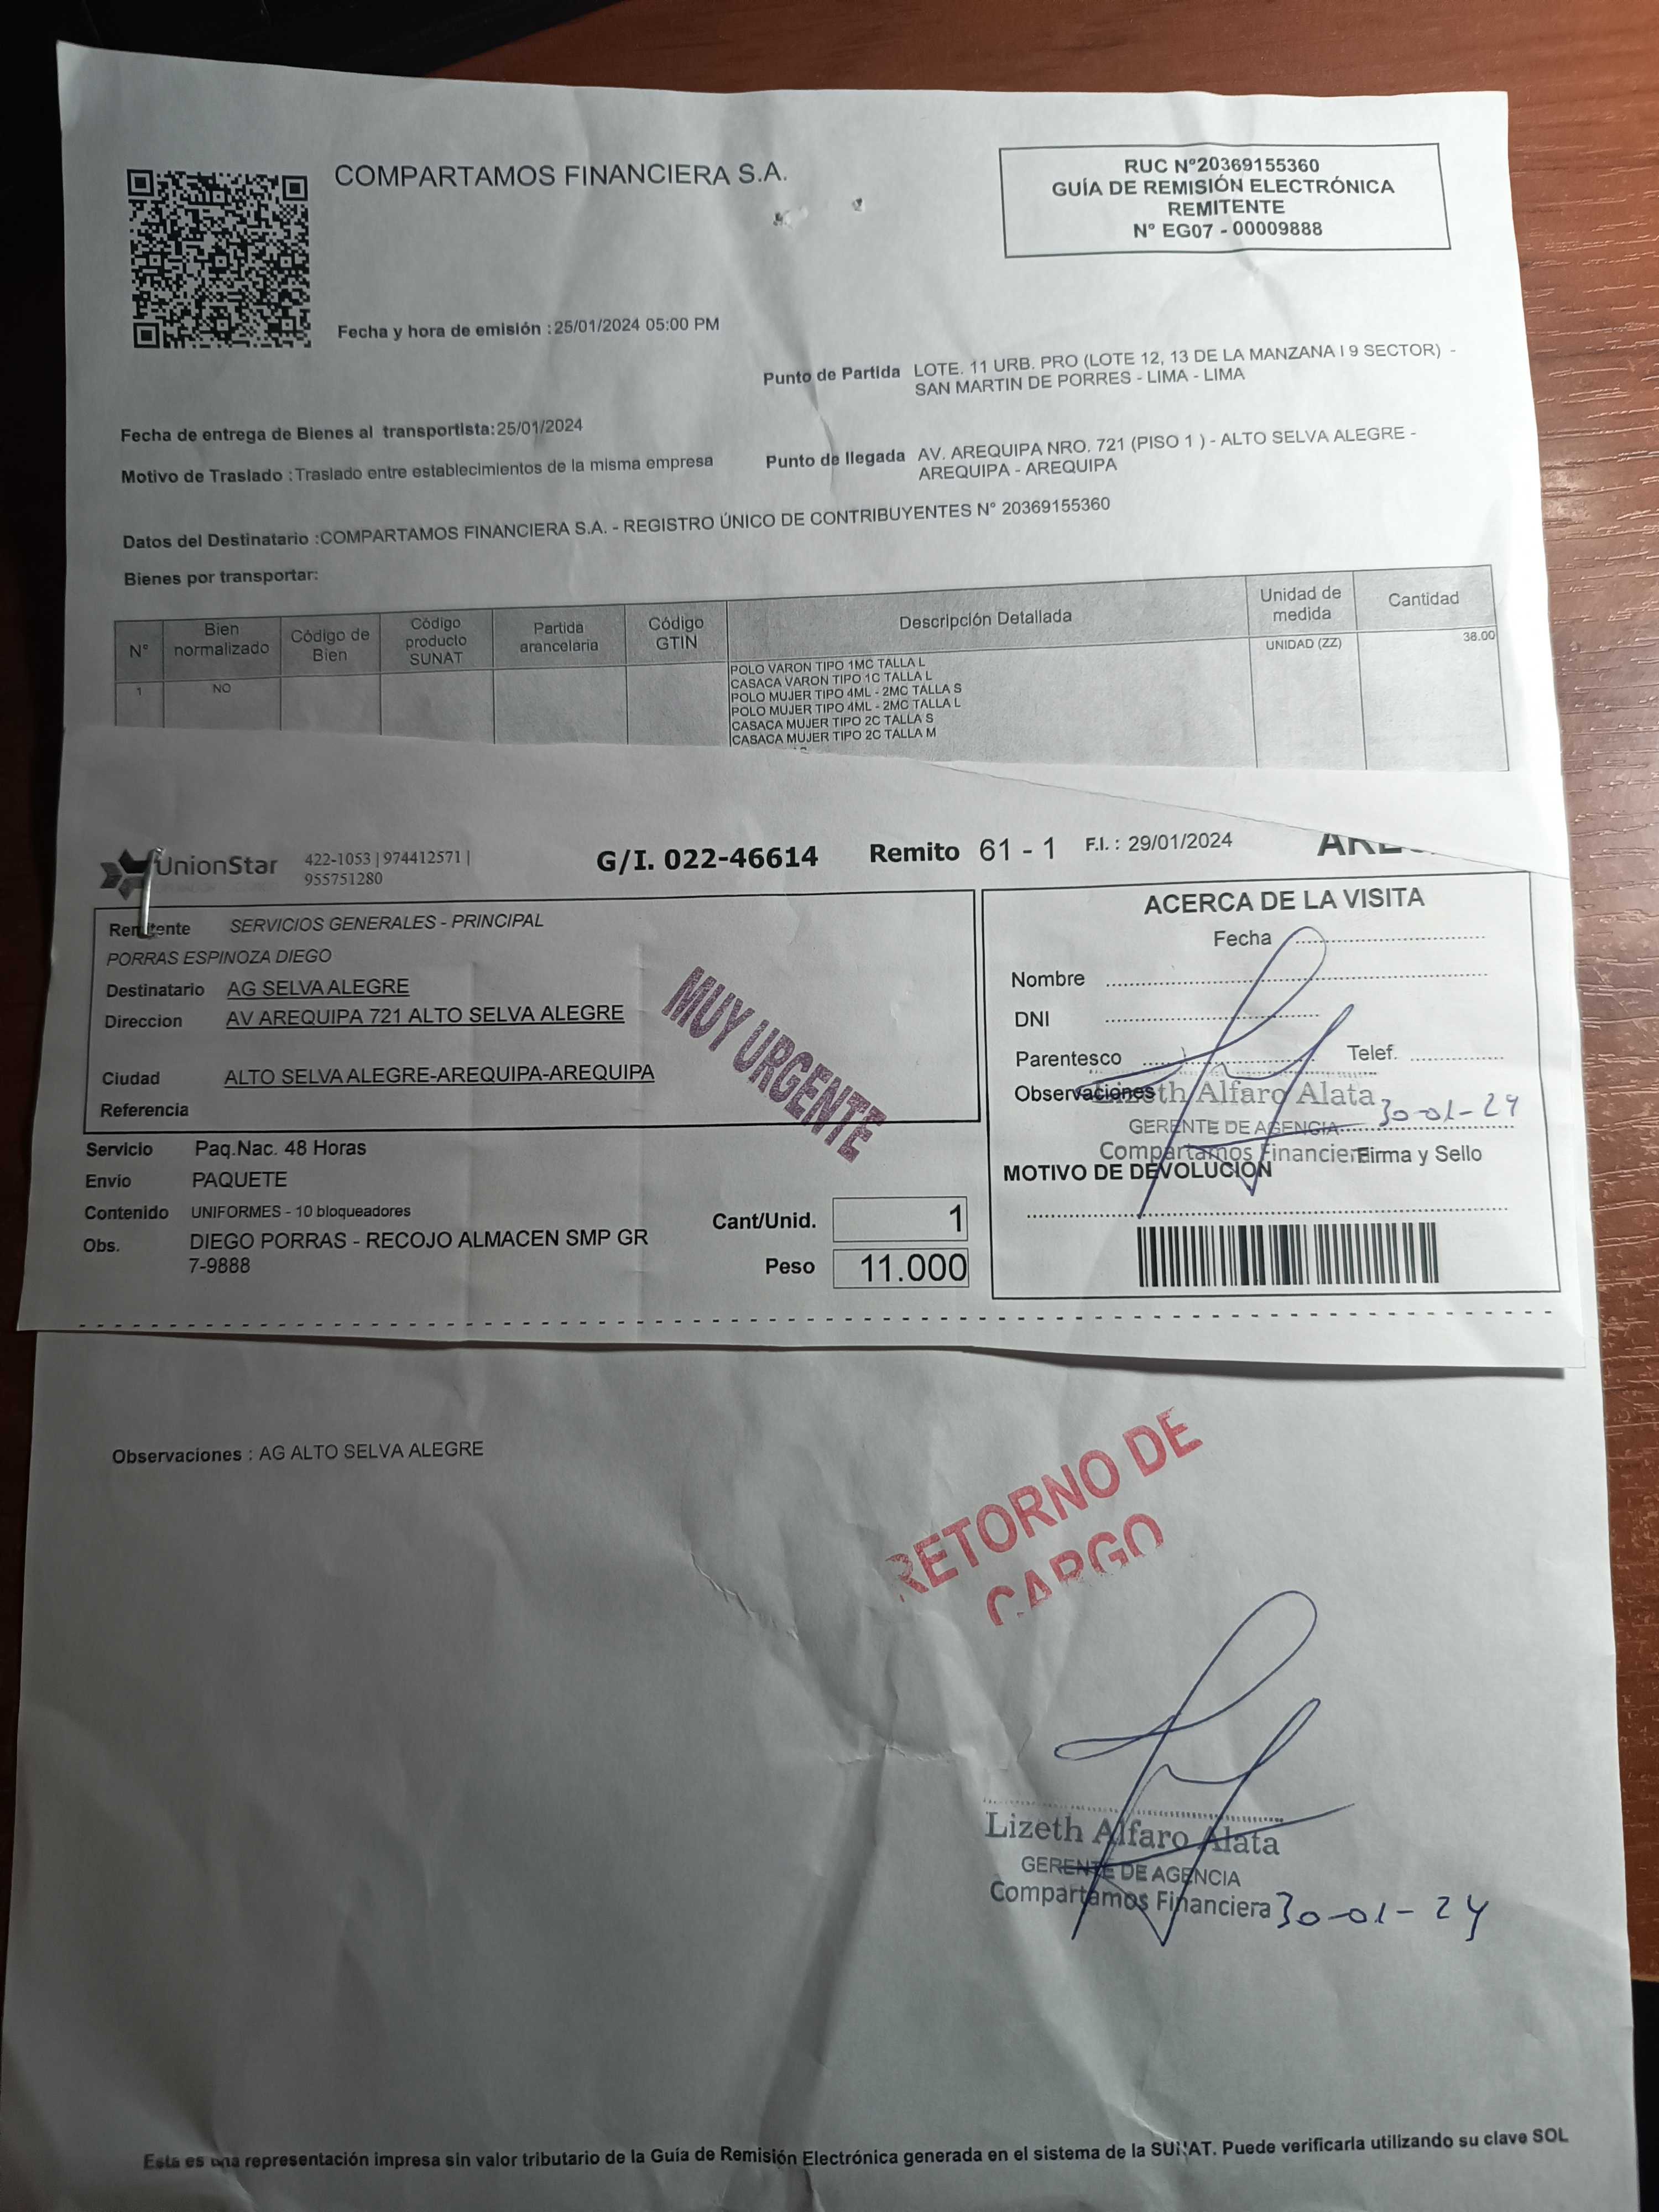 COMPARTAMOS FINANCIERA S.A.
RUC N°20369155360
GUÍA DE REMISIÓN ELECTRÓNICA
REMITENTE
N° EG07 - 00009888
Fecha y hora de emisión : 25/01/2024 05:00 PM
Punto de Partida LOTE. 11 URB. PRO (LOTE 12, 13 DE LA MANZANA I 9 SECTOR) -
SAN MARTIN DE PORRES - LIMA - LIMA
Fecha de entrega de Bienes al transportista: 25/01/2024
Motivo de Traslado : Traslado entre establecimientos de la misma empresa
Punto de llegada AV. AREQUIPA NRO. 721 (PISO 1 ) - ALTO SELVA ALEGRE -
AREQUIPA - AREQUIPA
Datos del Destinatario :COMPARTAMOS FINANCIERA S.A. - REGISTRO ÚNICO DE CONTRIBUYENTES N° 20369155360
Bienes por transportar:
N° Bien normalizado Código de Bien Código producto SUNAT Partida arancelaria Código GTIN Descripción Detallada Unidad de medida Cantidad
1 NO POLO VARON TIPO 1MC TALLA L UNIDAD (ZZ) 38.00
CASACA VARON TIPO 1C TALLA L
POLO MUJER TIPO 4ML - 2MC TALLA S
POLO MUJER TIPO 4ML - 2MC TALLA L
CASACA MUJER TIPO 2C TALLA S
CASACA MUJER TIPO 2C TALLA M
UnionStar 422-1053 | 974412571 |
955751280
G/I. 022-46614 Remito 61 - 1 F.I. : 29/01/2024
Remitente SERVICIOS GENERALES - PRINCIPAL
PORRAS ESPINOZA DIEGO
Destinatario AG SELVA ALEGRE
Direccion AV AREQUIPA 721 ALTO SELVA ALEGRE
Ciudad ALTO SELVA ALEGRE-AREQUIPA-AREQUIPA
Referencia
MUY URGENTE
Servicio Paq.Nac. 48 Horas
Envio PAQUETE
Contenido UNIFORMES - 10 bloqueadores
Obs. DIEGO PORRAS - RECOJO ALMACEN SMP GR
7-9888
Cant/Unid. 1
Peso 11.000
ACERCA DE LA VISITA
Fecha
Nombre
DNI
Parentesco Telef.
Observaciones
Lizeth Alfaro Alata
30-01-24
GERENTE DE AGENCIA
Compartamos Financiera
Firma y Sello
MOTIVO DE DEVOLUCION
Observaciones : AG ALTO SELVA ALEGRE
RETORNO DE
CARGO
Lizeth Alfaro Alata
GERENTE DE AGENCIA
Compartamos Financiera 30-01-24
Esta es una representación impresa sin valor tributario de la Guía de Remisión Electrónica generada en el sistema de la SUNAT. Puede verificarla utilizando su clave SOL